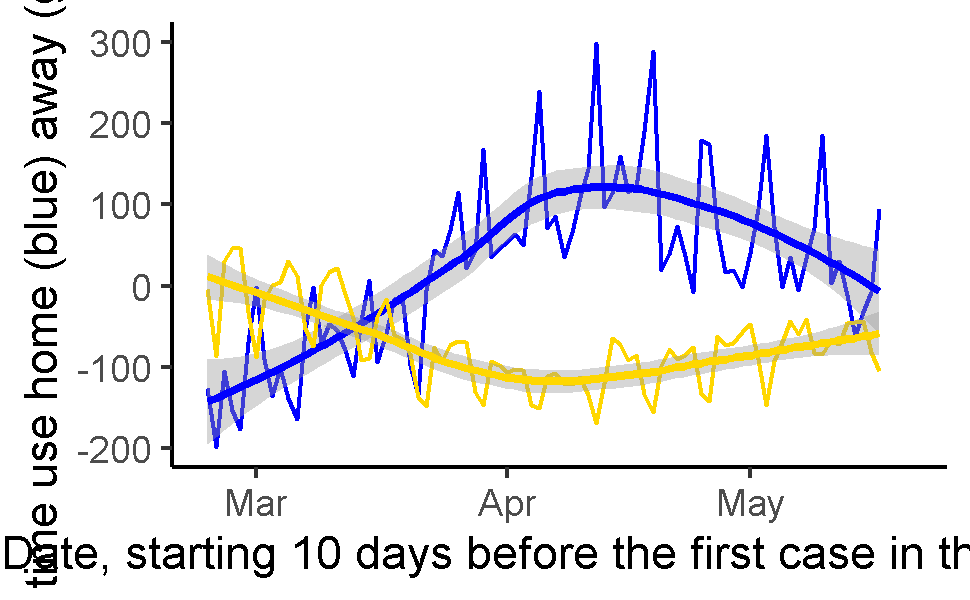 300
200
100
0
-100
-200
time use home (blue) away (
Mar Apr May
Date, starting 10 days before the first case in th